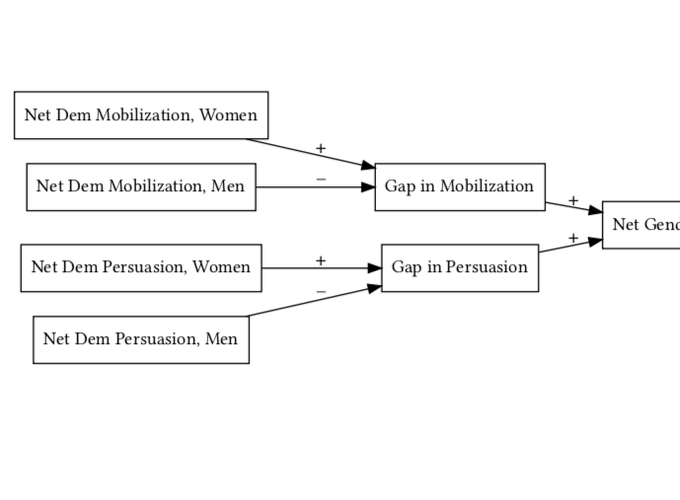 Net Dem Mobilization, Women
+
Net Dem Mobilization, Men
−
Gap in Mobilization
+
Net
Net Dem Persuasion, Women
+
Gap in Persuasion
+
−
Net Dem Persuasion, Men